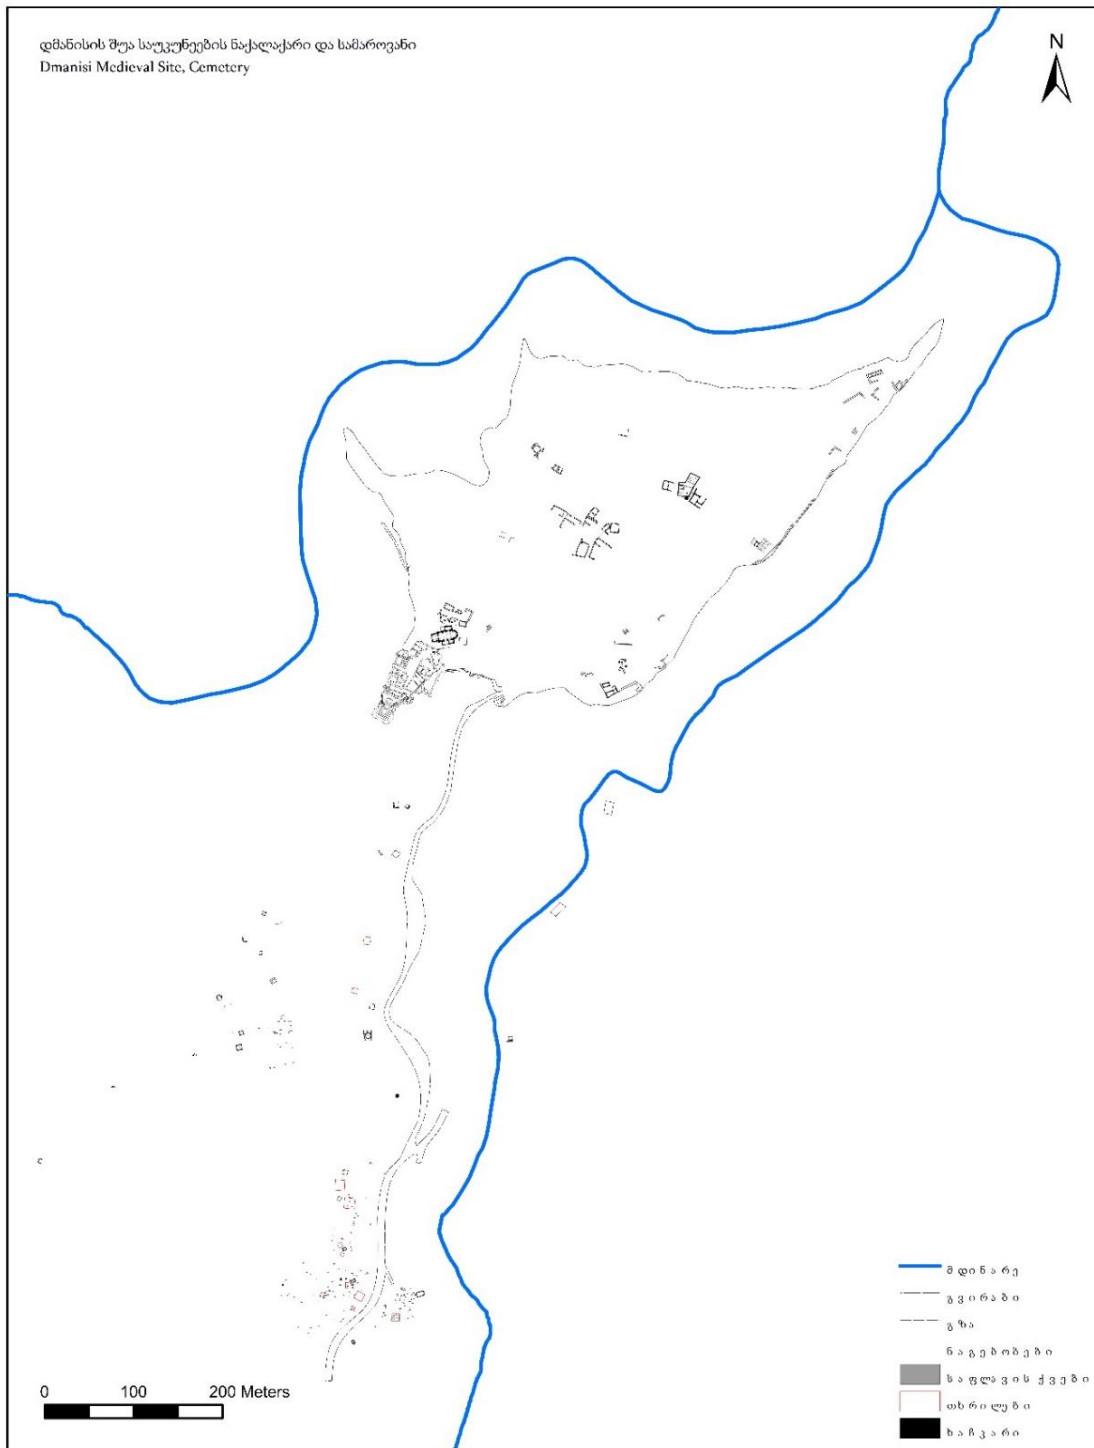 დმანისის შუა საუკუნეების ნაქალაქარი და სამაროვანი
Dmanisi Medieval Site, Cemetery
N
მდინარე
გვირაბი
გზა
ნაგებობები
საფლავის ქვები
თხრილები
ხაჩკარი
0 100 200 Meters